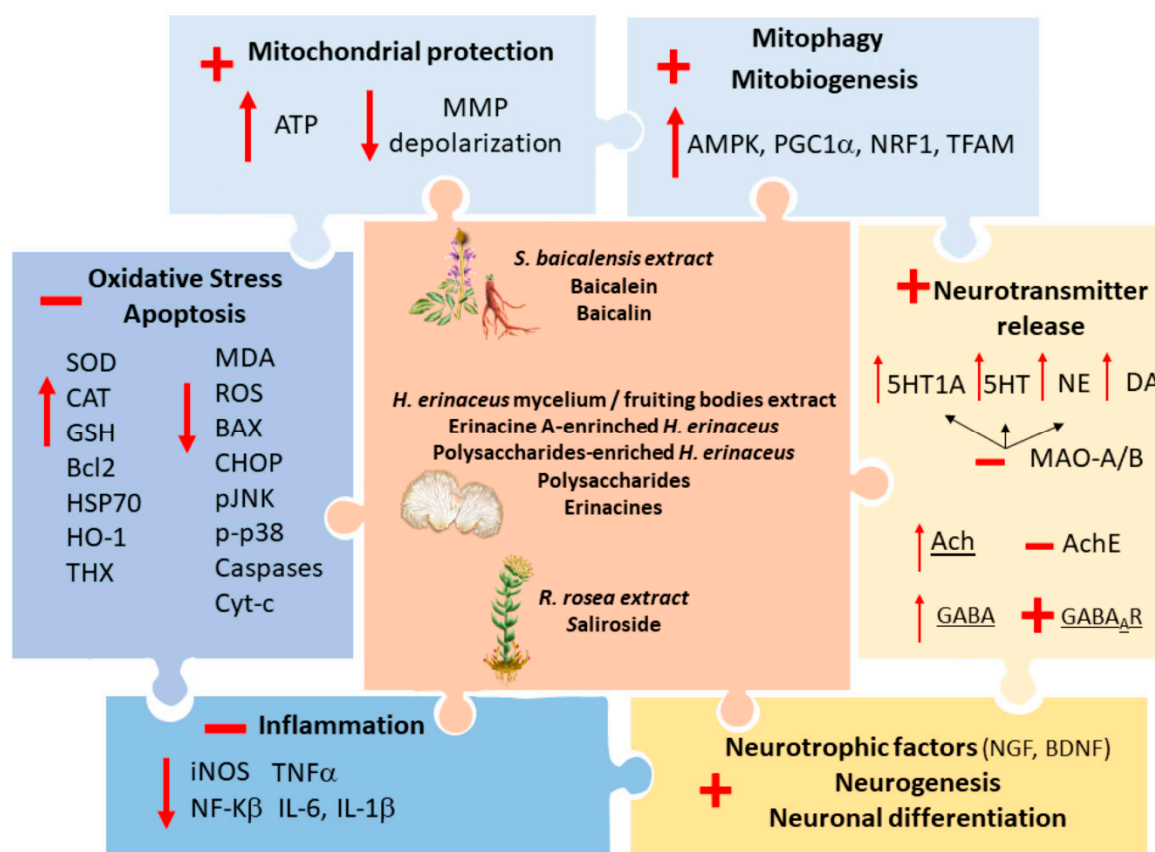 Mitochondrial protection
ATP
MMP
depolarization
Mitophagy
Mitobiogenesis
AMPK, PGC1α, NRF1, TFAM
Oxidative Stress
Apoptosis
SOD
CAT
GSH
Bcl2
HSP70
HO-1
THX
MDA
ROS
BAX
CHOP
pJNK
p-p38
Caspases
Cyt-c
S. baicalensis extract
Baicalein
Baicalin
H. erinaceus mycelium / fruiting bodies extract
Erinacine A-enrinched H. erinaceus
Polysaccharides-enriched H. erinaceus
Polysaccharides
Erinacines
R. rosea extract
Saliroside
Neurotransmitter
release
5HT1A 5HT NE DA
MAO-A/B
Ach AchE
GABA GABAAR
Inflammation
iNOS TNFα
NF-Kβ IL-6, IL-1β
Neurotrophic factors (NGF, BDNF)
Neurogenesis
Neuronal differentiation